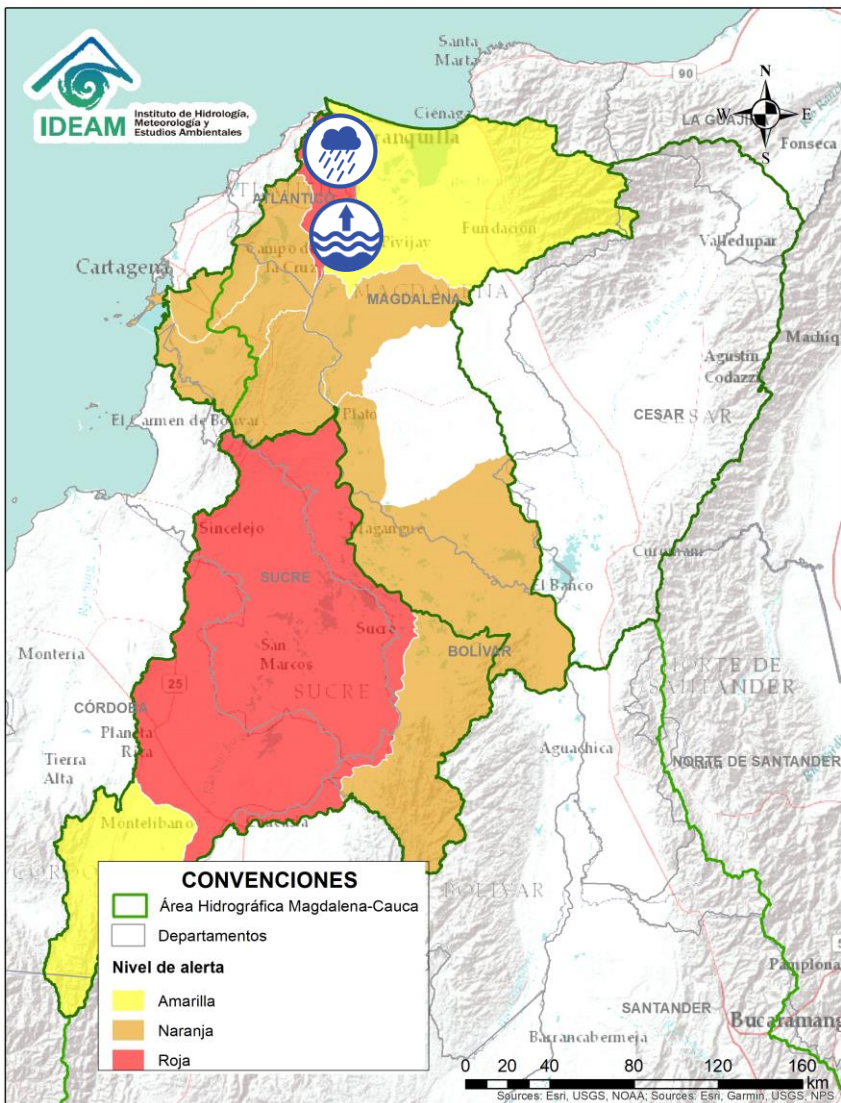 IDEAM
Instituto de Hidrología,
Meteorología y
Estudios Ambientales
Santa
Marta
90
N
W
E
S
Ciénaga
LA
Fonseca
ATLÁNTICO
Pivijay
Fundación
Valledupar
Cartagena
Campo de
la Cruz
MAGDALENA
Agustín
Codazzi
CESAR
CESAR
Plato
El Carmen de Bolívar
Sincelejo
Magangué
SUCRE
El Banco
Sucre
San
Marcos
BOLÍVAR
SUCRE
Montería
25
CÓRDOBA
Planeta
Rica
NORTE DE
SANTANDER
Tierra
Alta
Aguachica
NORTE DE SANTANDER
Montelíbano
BOLÍVAR
CONVENCIONES
Área Hidrográfica Magdalena-Cauca
Departamentos
Nivel de alerta
Amarilla
Naranja
Roja
Pamplona
SANTANDER
Bucaramang
Barrancabermeja
0 20 40 80 120 160
km
Sources: Esri, USGS, NOAA; Sources: Esri, Garmin, USGS, NPS